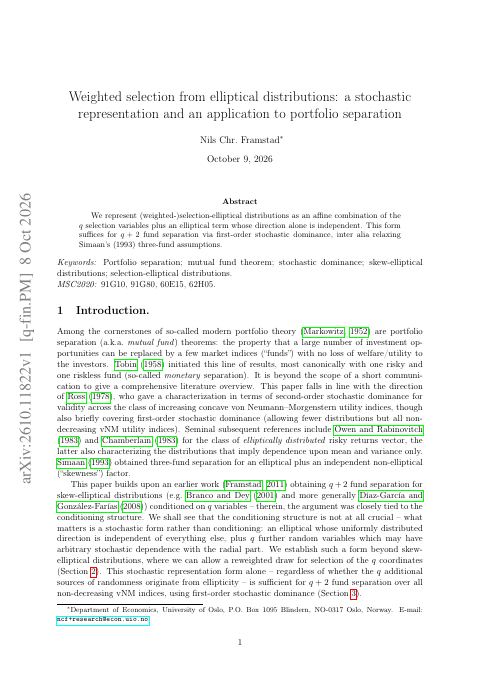 Weighted selection from elliptical distributions: a stochastic
representation and an application to portfolio separation
Nils Chr. Framstad*
October 9, 2026
Abstract
We represent (weighted-)selection-elliptical distributions as an affine combination of the
q selection variables plus an elliptical term whose direction alone is independent. This form
suffices for q + 2 fund separation via first-order stochastic dominance, inter alia relaxing
Simaan's (1993) three-fund assumptions.
Keywords: Portfolio separation; mutual fund theorem; stochastic dominance; skew-elliptical
distributions; selection-elliptical distributions.
MSC2020: 91G10, 91G80, 60E15, 62H05.
1 Introduction.
Among the cornerstones of so-called modern portfolio theory (Markowitz, 1952) are portfolio
separation (a.k.a. mutual fund) theorems: the property that a large number of investment op-
portunities can be replaced by a few market indices ("funds") with no loss of welfare/utility to
the investors. Tobin (1958) initiated this line of results, most canonically with one risky and
one riskless fund (so-called monetary separation). It is beyond the scope of a short communi-
cation to give a comprehensive literature overview. This paper falls in line with the direction
of Ross (1978), who gave a characterization in terms of second-order stochastic dominance for
validity across the class of increasing concave von Neumann–Morgenstern utility indices, though
also briefly covering first-order stochastic dominance (allowing fewer distributions but all non-
decreasing vNM utility indices). Seminal subsequent references include Owen and Rabinovitch
(1983) and Chamberlain (1983) for the class of elliptically distributed risky returns vector, the
latter also characterizing the distributions that imply dependence upon mean and variance only.
Simaan (1993) obtained three-fund separation for an elliptical plus an independent non-elliptical
("skewness") factor.
This paper builds upon an earlier work (Framstad, 2011) obtaining q + 2 fund separation for
skew-elliptical distributions (e.g. Branco and Dey (2001) and more generally Díaz-García and
González-Farías (2008)) conditioned on q variables – therein, the argument was closely tied to the
conditioning structure. We shall see that the conditioning structure is not at all crucial – what
matters is a stochastic form rather than conditioning: an elliptical whose uniformly distributed
direction is independent of everything else, plus q further random variables which may have
arbitrary stochastic dependence with the radial part. We establish such a form beyond skew-
elliptical distributions, where we can allow a reweighted draw for selection of the q coordinates
(Section 2). This stochastic representation form alone – regardless of whether the q additional
sources of randomness originate from ellipticity – is sufficient for q + 2 fund separation over all
non-decreasing vNM indices, using first-order stochastic dominance (Section 3).
*Department of Economics, University of Oslo, P.O. Box 1095 Blindern, NO-0317 Oslo, Norway. E-mail:
ncf+research@econ.uio.no
1
arXiv:2610.11822v1 [q-fin.PM] 8 Oct 2026